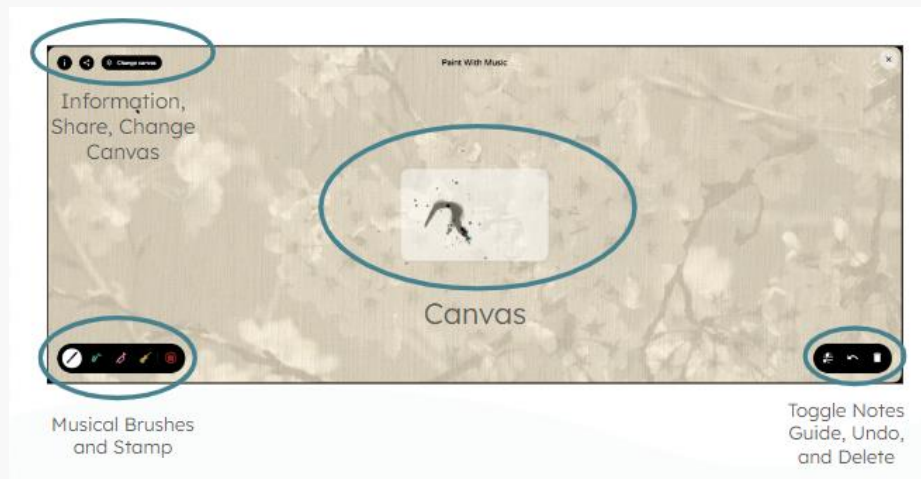 Change canvas
Paint With Music
Information,
Share, Change
Canvas
Canvas
Musical Brushes
and Stamp
Toggle Notes
Guide, Undo,
and Delete